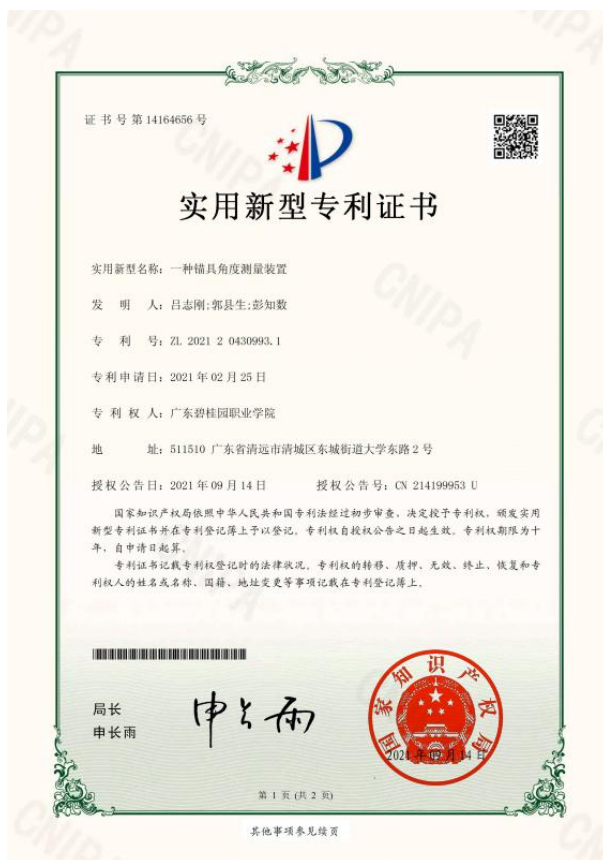 证书号第14164656号
实用新型专利证书
实用新型名称：一种锚具角度测量装置
发 明 人：吕志刚;郭县生;彭知数
专 利 号：ZL 2021 2 0430993.1
专利申请日：2021年02月25日
专 利 权 人：广东碧桂园职业学院
地 址：511510 广东省清远市清城区东城街道大学东路2号
授权公告日：2021年09月14日 授权公告号：CN 214199953 U
国家知识产权局依照中华人民共和国专利法经过初步审查，决定授予专利权，颁发实用
新型专利证书并在专利登记簿上予以登记。专利权自授权公告之日起生效。专利权期限为十
年，自申请日起算。
专利证书记载专利权登记时的法律状况。专利权的转移、质押、无效、终止、恢复和专
利权人的姓名或名称、国籍、地址变更等事项记载在专利登记簿上。
局长
申长雨
申长雨
国家知识产权局
2021年09月14日
第 1 页 (共 2 页)
其他事项参见续页
CNIPA